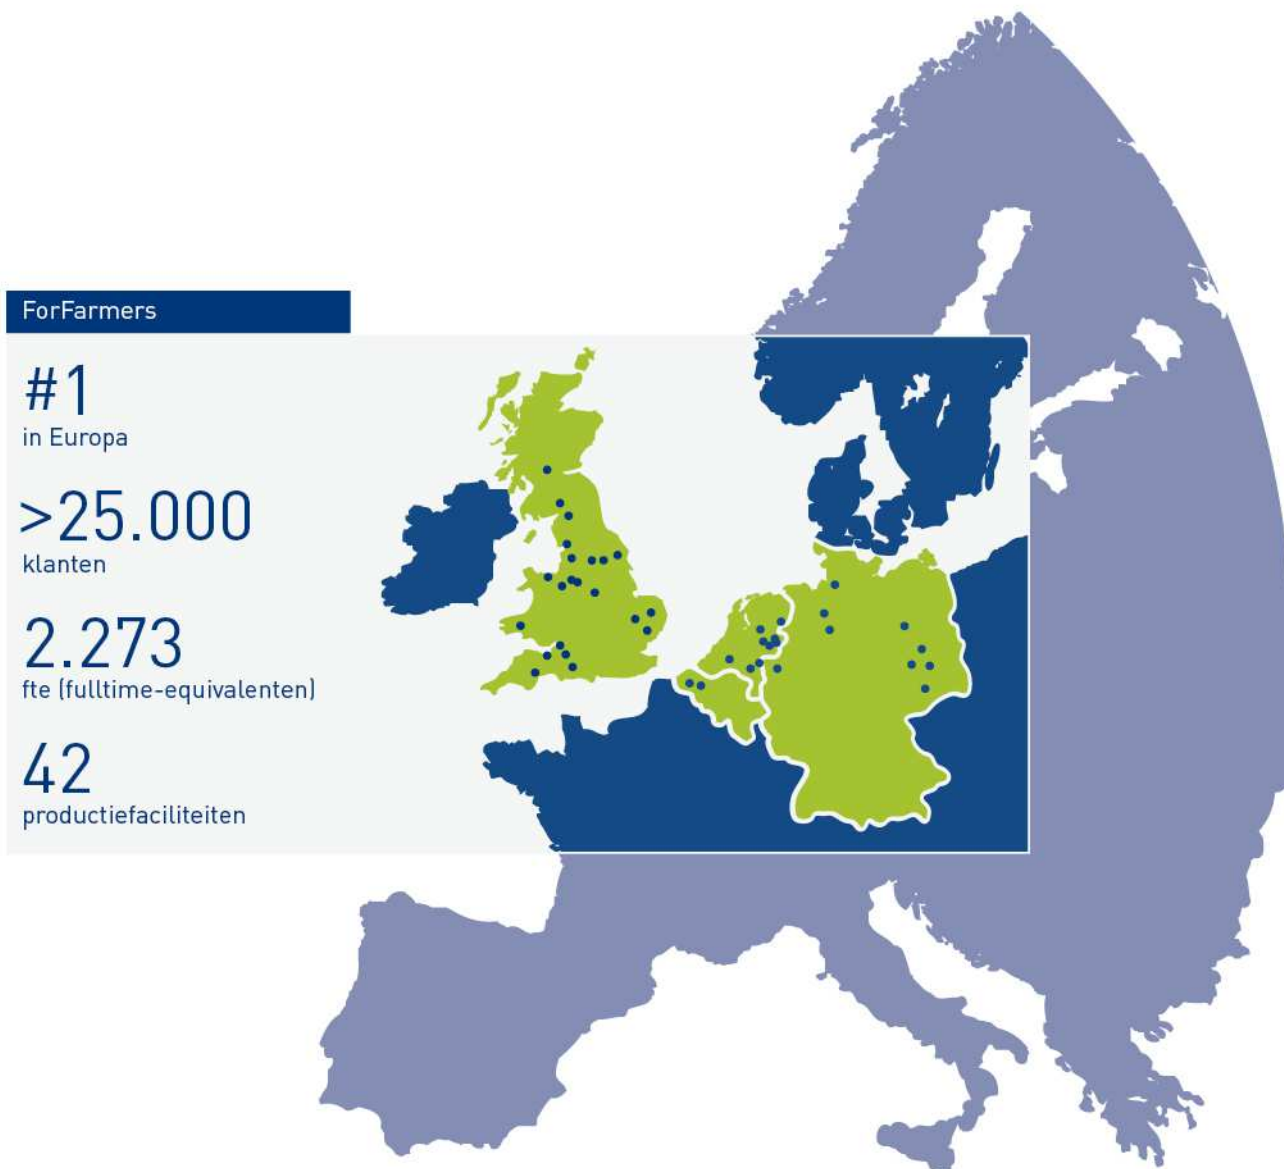 ForFarmers
#1
in Europa
>25.000
klanten
2.273
fte (fulltime-equivalenten)
42
productiefaciliteiten